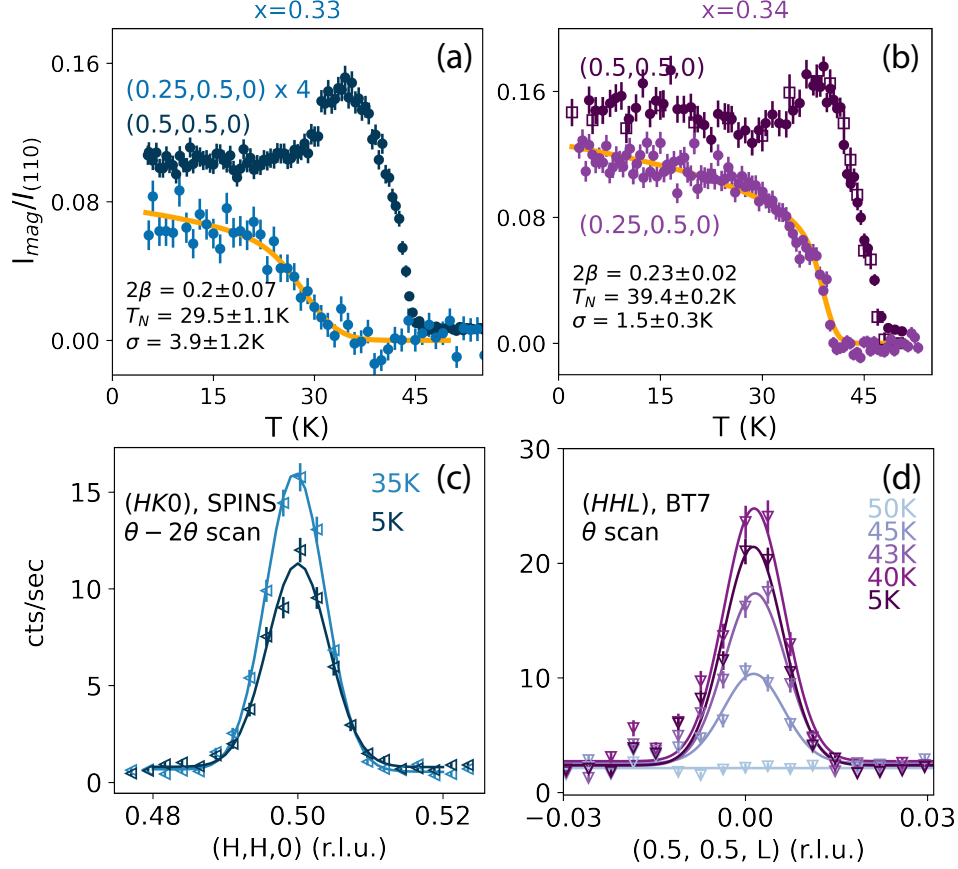 x=0.33
x=0.34
(a)
(0.25,0.5,0) x 4
(0.5,0.5,0)
0.16
0.08
0.00
I_{mag}/I_{(110)}
2β = 0.2±0.07
T_N = 29.5±1.1K
σ = 3.9±1.2K
0 15 30 45
T (K)
(b)
(0.5,0.5,0)
(0.25,0.5,0)
0.16
0.08
0.00
2β = 0.23±0.02
T_N = 39.4±0.2K
σ = 1.5±0.3K
0 15 30 45
T (K)
(c)
(HK0), SPINS
θ − 2θ scan
35K
5K
15
10
5
0
cts/sec
0.48 0.50 0.52
(H,H,0) (r.l.u.)
(d)
(HHL), BT7
θ scan
50K
45K
43K
40K
5K
30
20
10
0
−0.03 0.00 0.03
(0.5, 0.5, L) (r.l.u.)